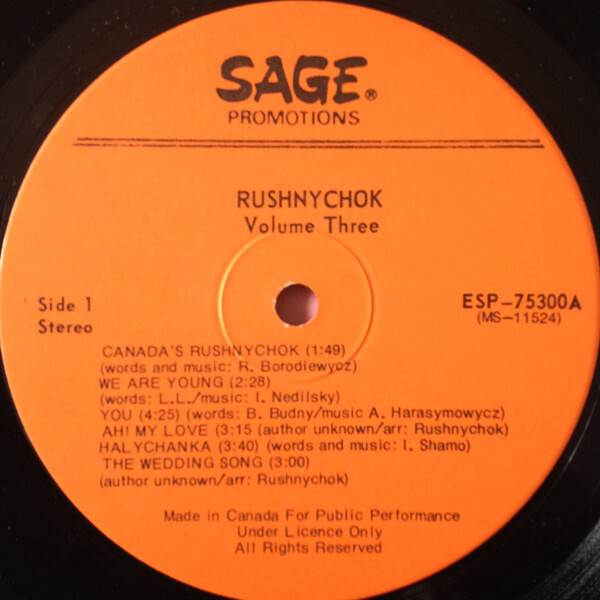 SAGE®
PROMOTIONS
RUSHNYCHOK
Volume Three
Side 1
Stereo
ESP-75300A
(MS-11524)
CANADA'S RUSHNYCHOK (1:49)
(words and music: R. Borodiewycz)
WE ARE YOUNG (2:28)
(words: L.L./music: I. Nedilsky)
YOU (4:25) (words: B. Budny/music A. Harasymowycz)
AH! MY LOVE (3:15 (author unknown/arr: Rushnychok)
HALYCHANKA (3:40) (words and music: I. Shamo)
THE WEDDING SONG (3:00)
(author unknown/arr: Rushnychok)
Made in Canada For Public Performance
Under Licence Only
All Rights Reserved